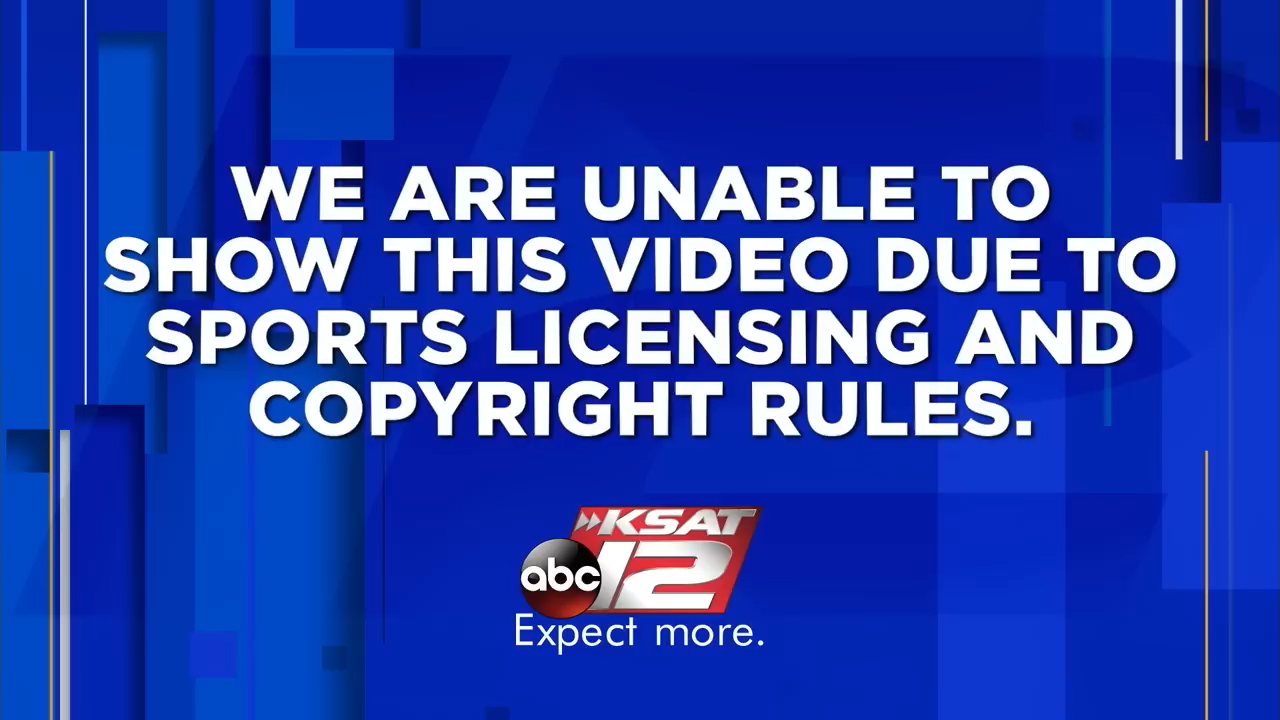 WE ARE UNABLE TO
SHOW THIS VIDEO DUE TO
SPORTS LICENSING AND
COPYRIGHT RULES.
KSAT
abc 12
Expect more.